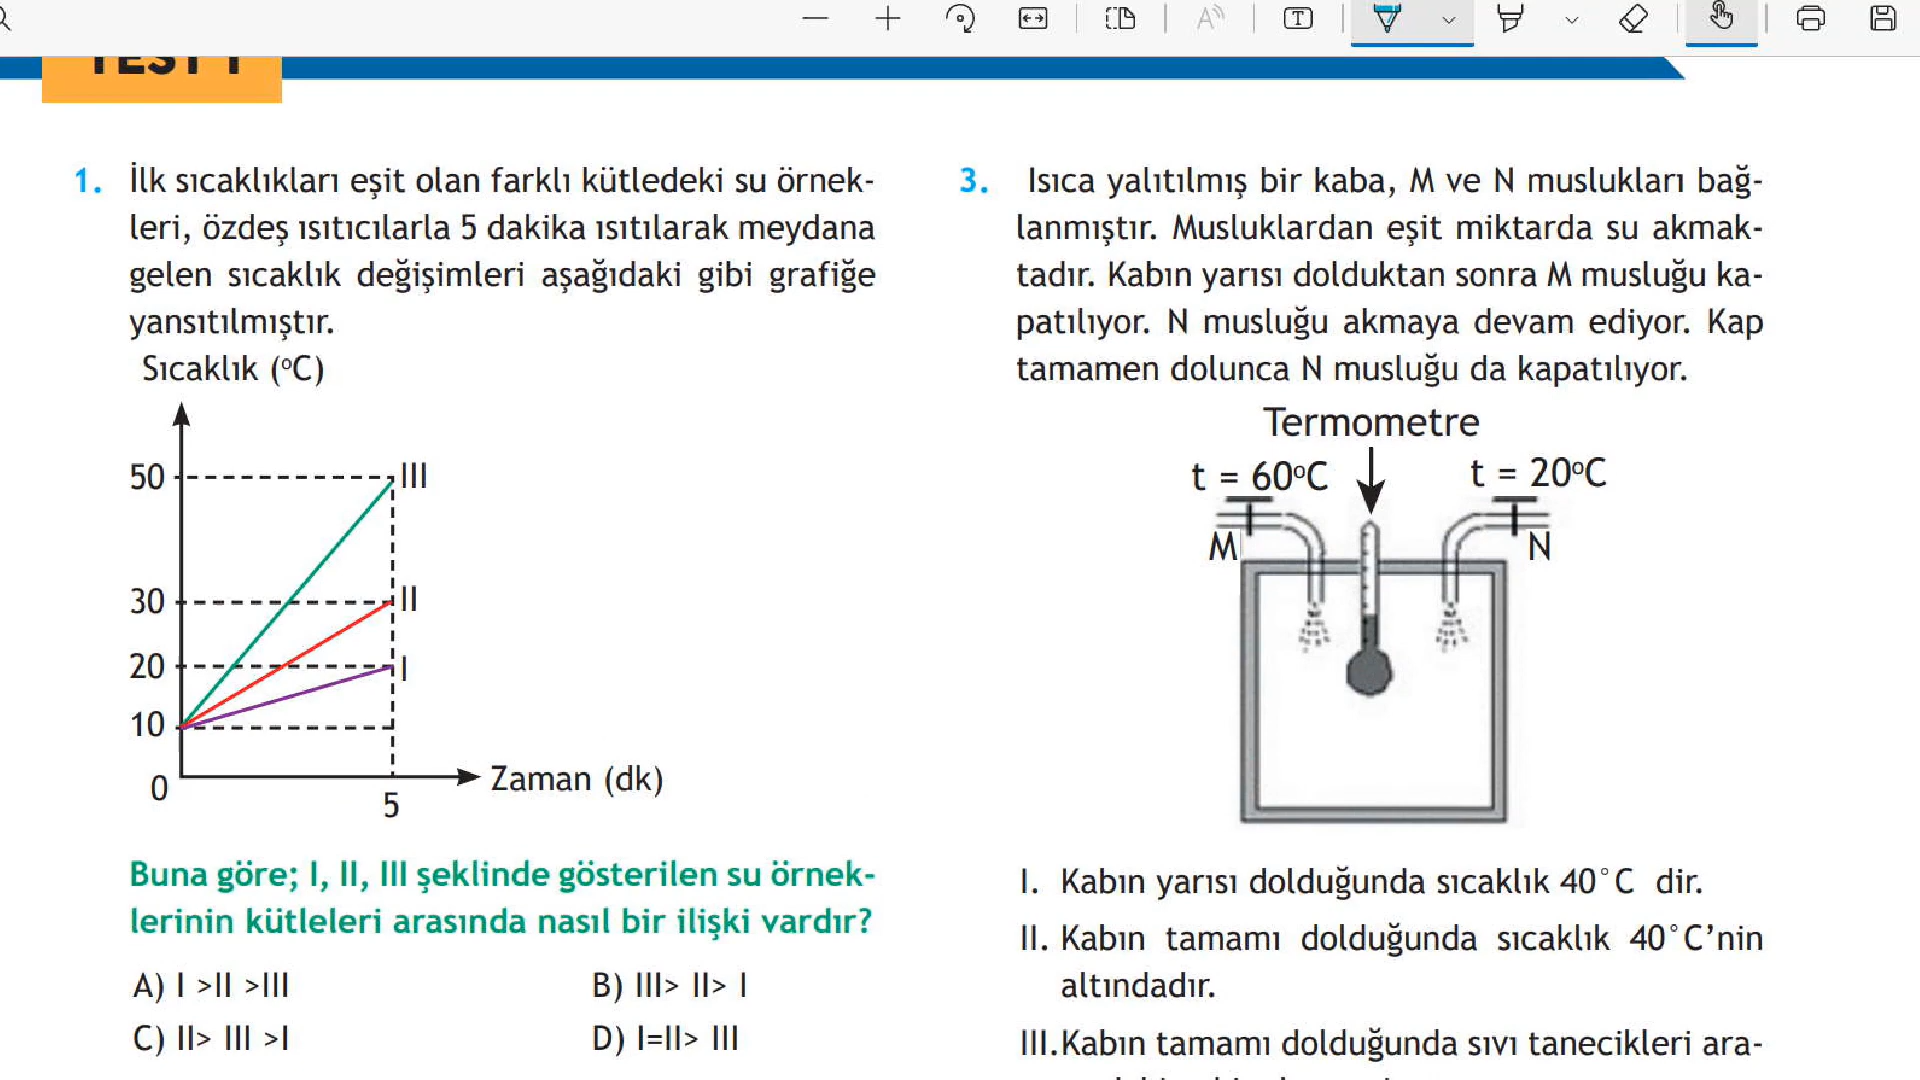 TEST 1
1. İlk sıcaklıkları eşit olan farklı kütledeki su örnek-
leri, özdeş ısıtıcılarla 5 dakika ısıtılarak meydana
gelen sıcaklık değişimleri aşağıdaki gibi grafiğe
yansıtılmıştır.
Sıcaklık (°C)
50
III
30
II
20
I
10
0
5
Zaman (dk)
Buna göre; I, II, III şeklinde gösterilen su örnek-
lerinin kütleleri arasında nasıl bir ilişki vardır?
A) I >II >III
B) III> II> I
C) II> III >I
D) I=II> III
3. Isıca yalıtılmış bir kaba, M ve N muslukları bağ-
lanmıştır. Musluklardan eşit miktarda su akmak-
tadır. Kabın yarısı dolduktan sonra M musluğu ka-
patılıyor. N musluğu akmaya devam ediyor. Kap
tamamen dolunca N musluğu da kapatılıyor.
Termometre
t = 60°C
t = 20°C
M
N
I. Kabın yarısı dolduğunda sıcaklık 40°C dir.
II. Kabın tamamı dolduğunda sıcaklık 40°C’nin
altındadır.
III.Kabın tamamı dolduğunda sıvı tanecikleri ara-